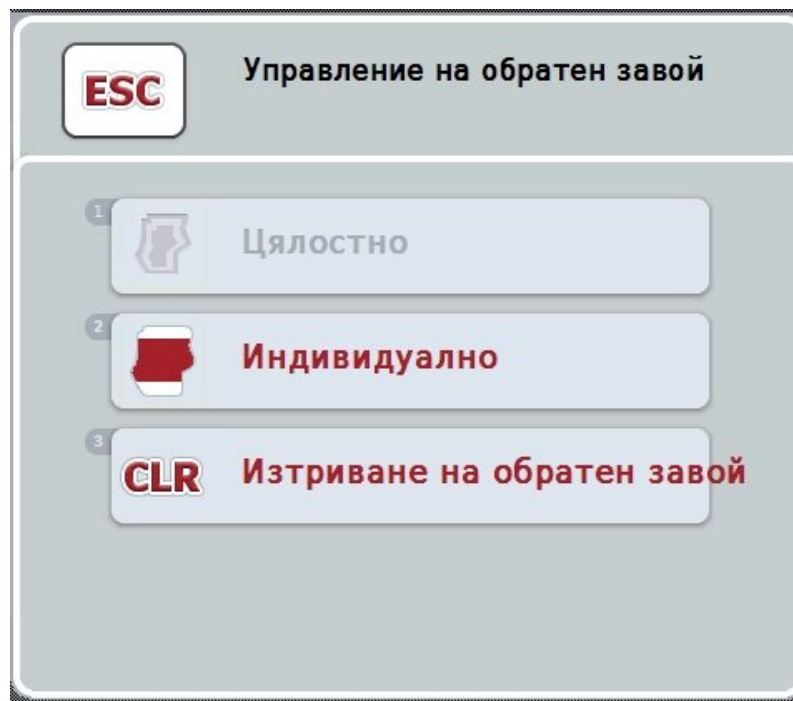 ESC
Управление на обратен завой
1
Цялостно
2
Индивидуално
3
CLR
Изтриване на обратен завой